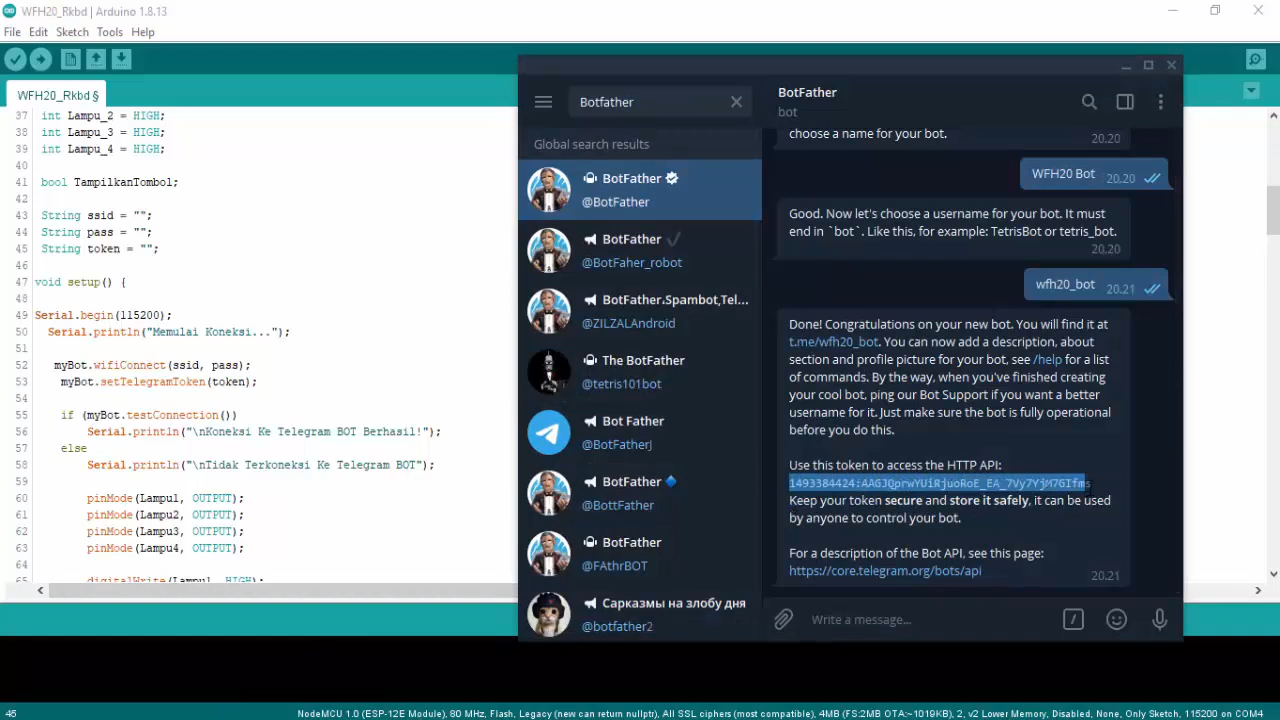 WFH20_Rkbd | Arduino 1.8.13
File Edit Sketch Tools Help
WFH20_Rkbd §
37 int Lampu_2 = HIGH;
38 int Lampu_3 = HIGH;
39 int Lampu_4 = HIGH;
40
41 bool TampilkanTombol;
42
43 String ssid = "";
44 String pass = "";
45 String token = "";
46
47 void setup() {
48
49 Serial.begin(115200);
50 Serial.println("Memulai Koneksi...");
51
52 myBot.wifiConnect(ssid, pass);
53 myBot.setTelegramToken(token);
54
55 if (myBot.testConnection())
56 Serial.println("\nKoneksi Ke Telegram BOT Berhasil!");
57 else
58 Serial.println("\nTidak Terkoneksi Ke Telegram BOT");
59
60 pinMode(Lampu1, OUTPUT);
61 pinMode(Lampu2, OUTPUT);
62 pinMode(Lampu3, OUTPUT);
63 pinMode(Lampu4, OUTPUT);
64
65 digitalWrite(Lampu1, HIGH);
Botfather
Global search results
BotFather
@BotFather
BotFather
@BotFaher_robot
BotFather.Spambot,Tel...
@ZILZALAndroid
The BotFather
@tetris101bot
Bot Father
@BotFatherj
BotFather
@BottFather
BotFather
@FAthrBOT
Сарказмы на злобу дня
@botfather2
BotFather
bot
choose a name for your bot.
20.20
WFH20 Bot 20.20
Good. Now let's choose a username for your bot. It must
end in `bot`. Like this, for example: TetrisBot or tetris_bot.
20.20
wfh20_bot 20.21
Done! Congratulations on your new bot. You will find it at
t.me/wfh20_bot. You can now add a description, about
section and profile picture for your bot, see /help for a list
of commands. By the way, when you've finished creating
your cool bot, ping our Bot Support if you want a better
username for it. Just make sure the bot is fully operational
before you do this.
Use this token to access the HTTP API:
1493384424:AAGJQprwYUiRjuoRoE_EA_7Vy7YjM7GIfms
Keep your token secure and store it safely, it can be used
by anyone to control your bot.
For a description of the Bot API, see this page:
https://core.telegram.org/bots/api
20.21
Write a message...
45 NodeMCU 1.0 (ESP-12E Module), 80 MHz, Flash, Legacy (new can return nullptr), All SSL ciphers (most compatible), 4MB (FS:2MB OTA:~1019KB), 2, v2 Lower Memory, Disabled, None, Only Sketch, 115200 on COM4